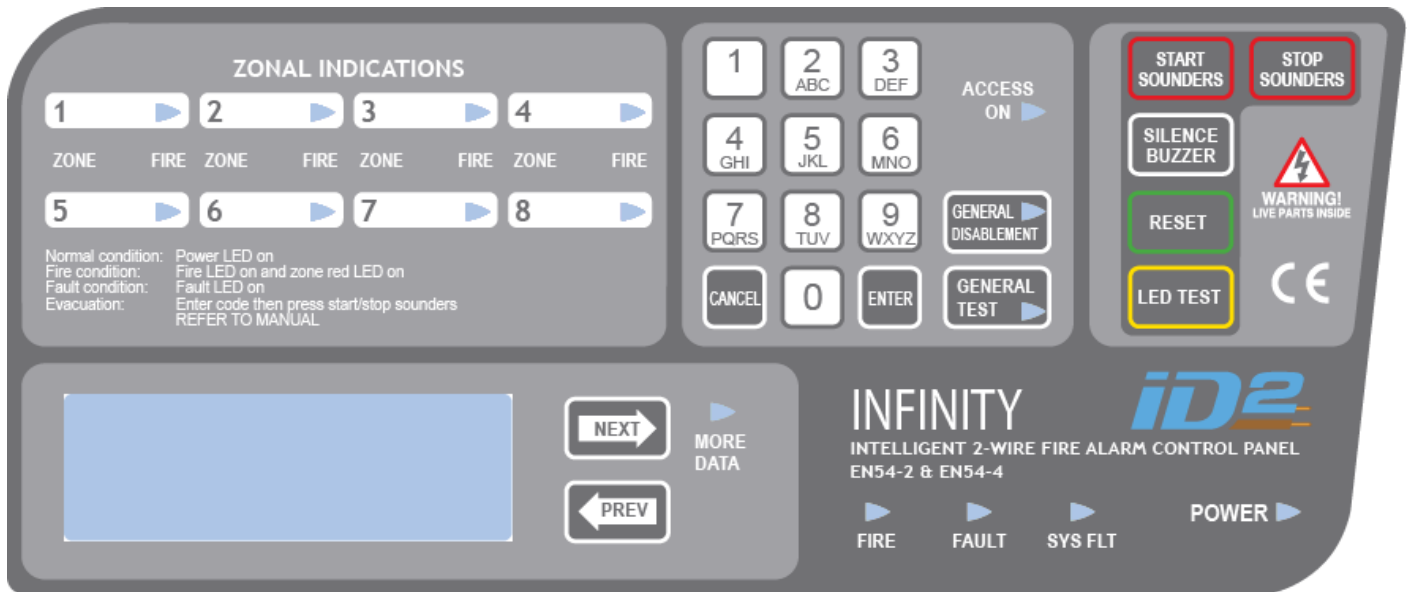 ZONAL INDICATIONS
1 2 3 4
ZONE FIRE ZONE FIRE ZONE FIRE ZONE FIRE
5 6 7 8
Normal condition: Power LED on
Fire condition: Fire LED on and zone red LED on
Fault condition: Fault LED on
Evacuation: Enter code then press start/stop sounders
REFER TO MANUAL
1
2
ABC
3
DEF
4
GHI
5
JKL
6
MNO
7
PQRS
8
TUV
9
WXYZ
CANCEL
0
ENTER
ACCESS
ON
GENERAL
DISABLEMENT
GENERAL
TEST
START
SOUNDERS
STOP
SOUNDERS
SILENCE
BUZZER
RESET
LED TEST
WARNING!
LIVE PARTS INSIDE
CE
NEXT
PREV
MORE
DATA
INFINITY
iD2
INTELLIGENT 2-WIRE FIRE ALARM CONTROL PANEL
EN54-2 & EN54-4
FIRE
FAULT
SYS FLT
POWER